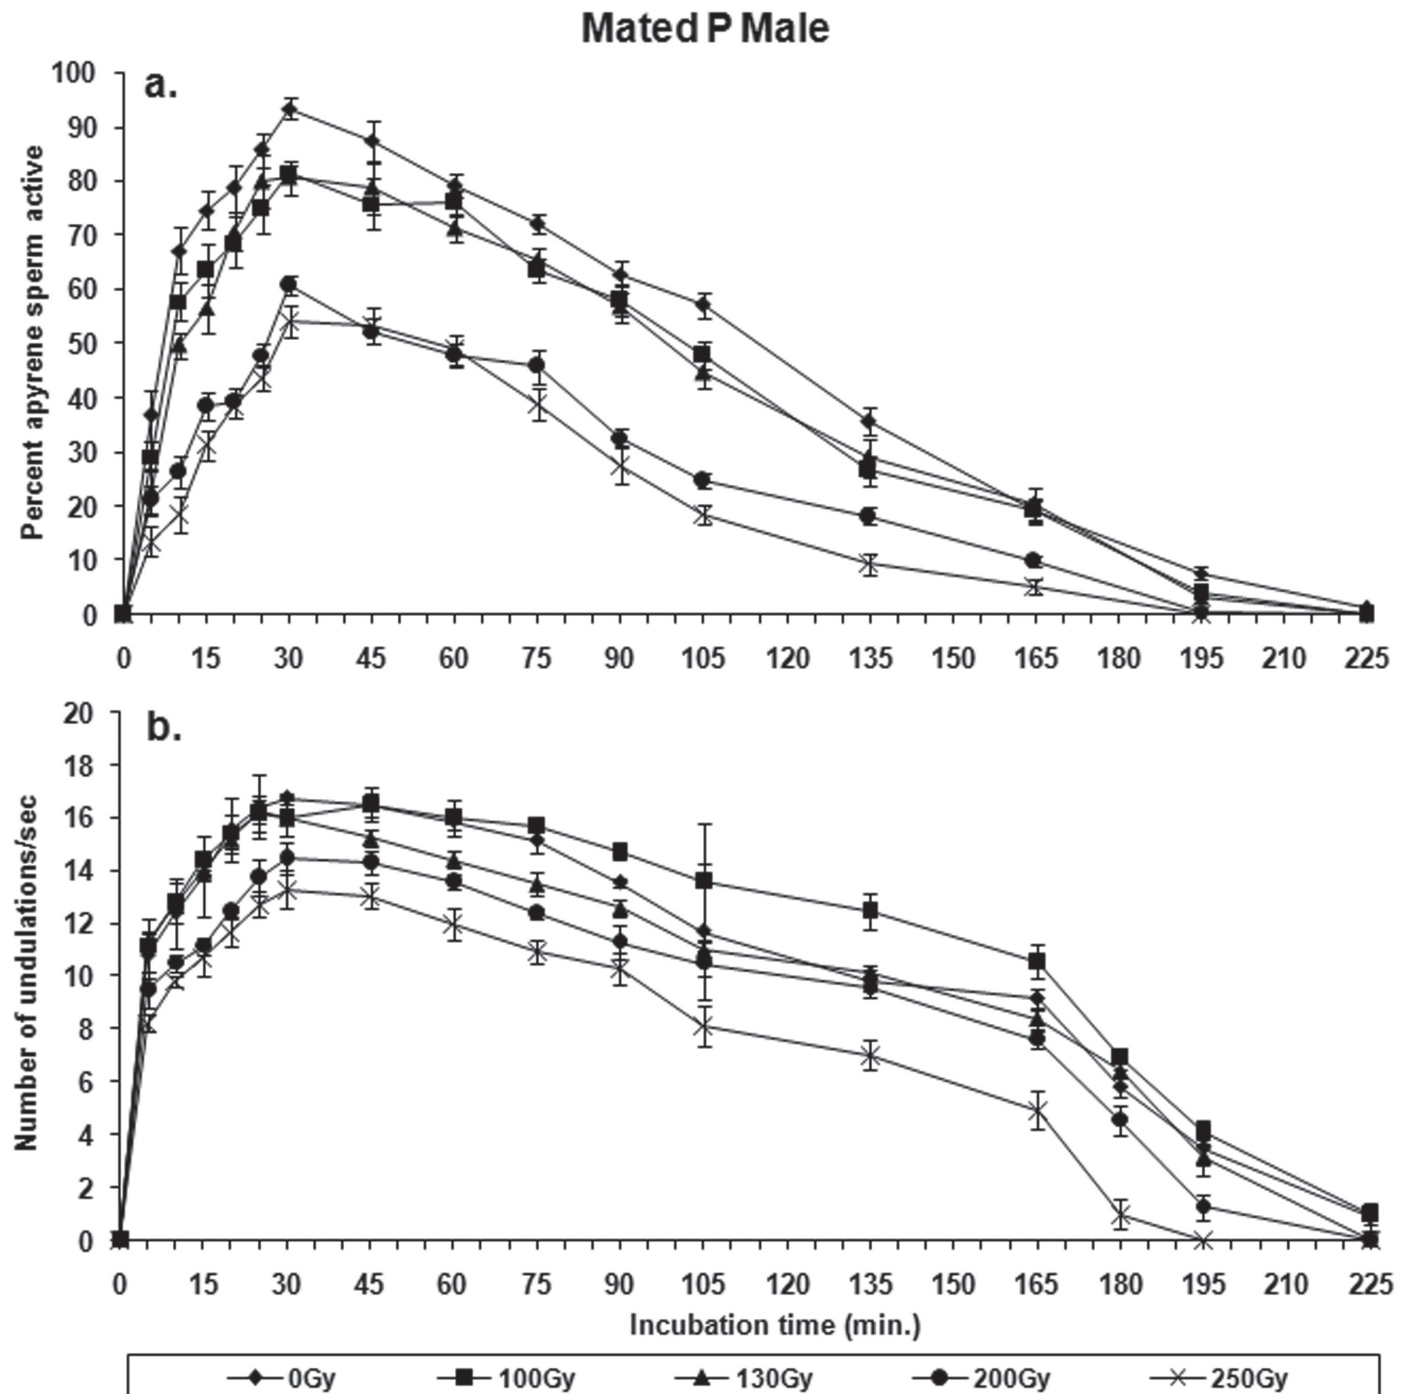 Mated P Male
a.
Percent apyrene sperm active
100
90
80
70
60
50
40
30
20
10
0
0 15 30 45 60 75 90 105 120 135 150 165 180 195 210 225
b.
Number of undulations/sec
20
18
16
14
12
10
8
6
4
2
0
0 15 30 45 60 75 90 105 120 135 150 165 180 195 210 225
Incubation time (min.)
0Gy 100Gy 130Gy 200Gy 250Gy